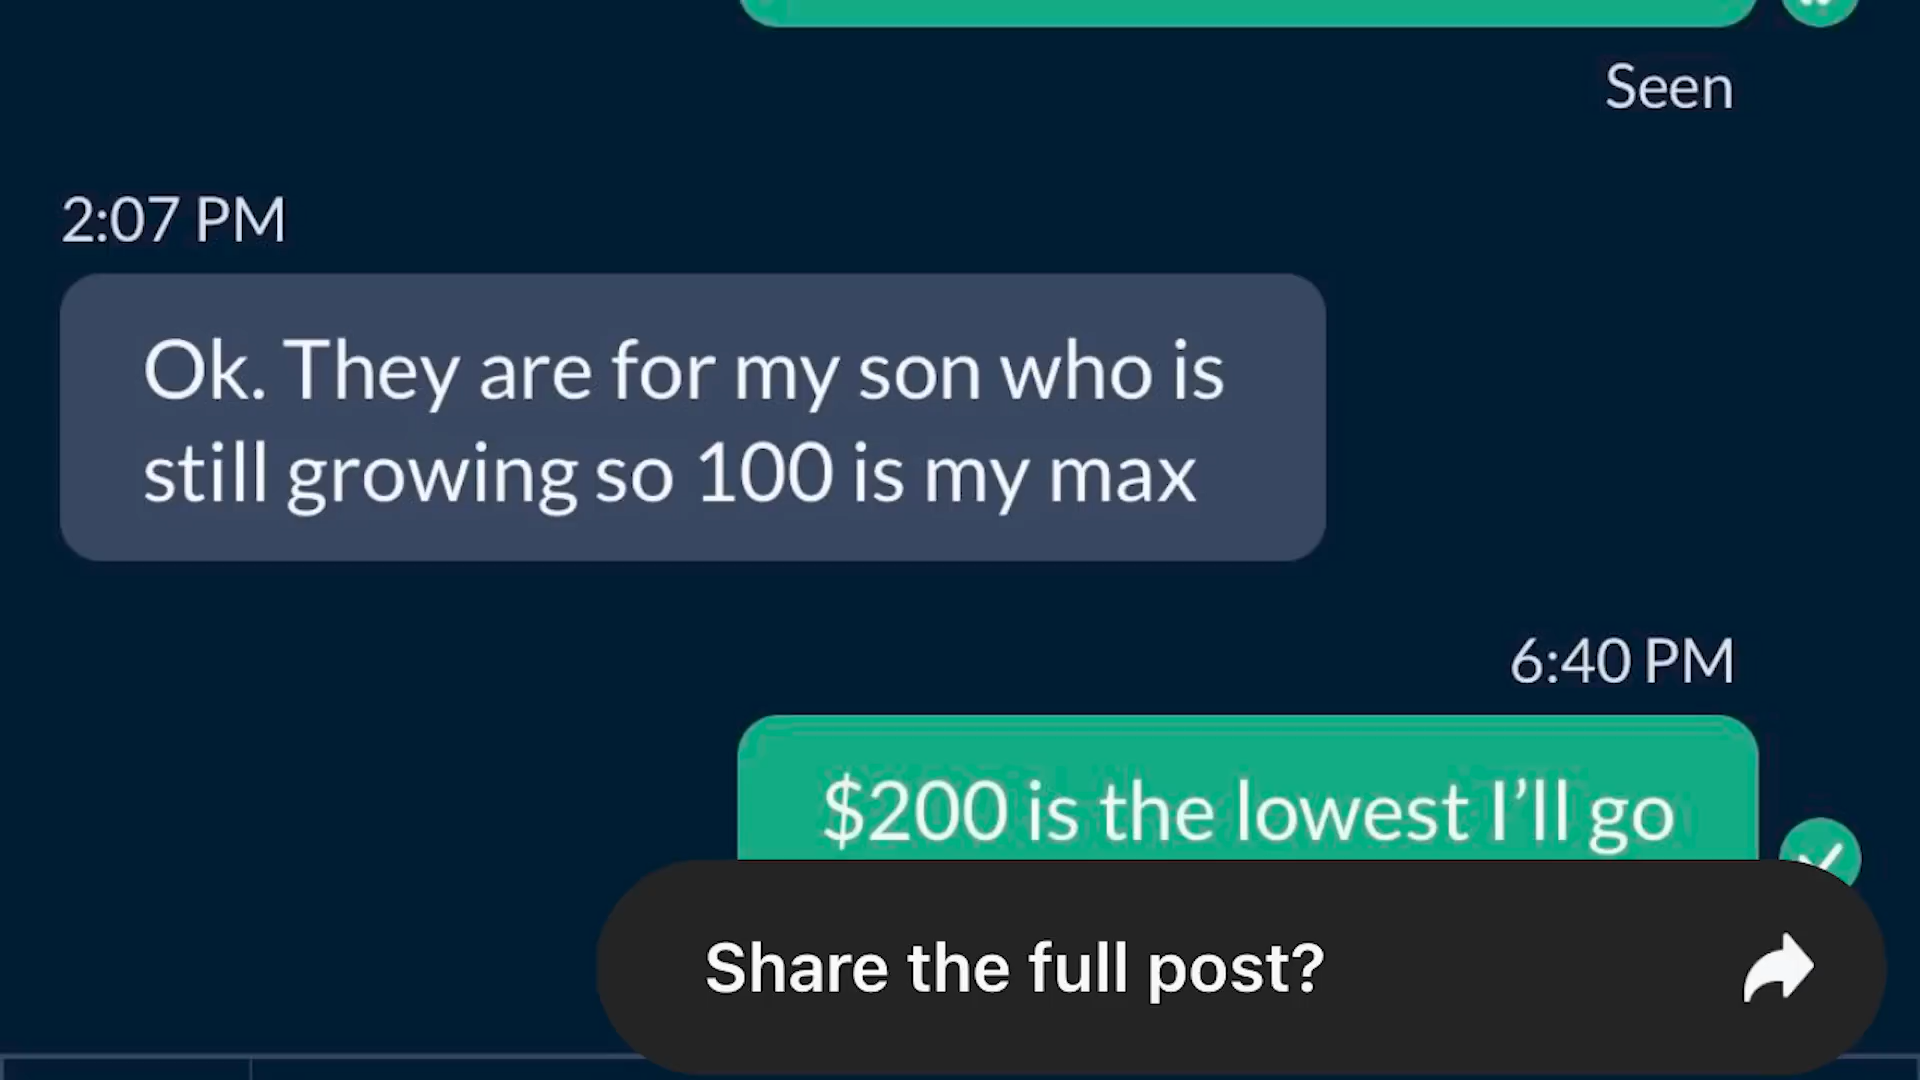 Seen
2:07 PM
Ok. They are for my son who is
still growing so 100 is my max
6:40 PM
$200 is the lowest I’ll go
Share the full post?